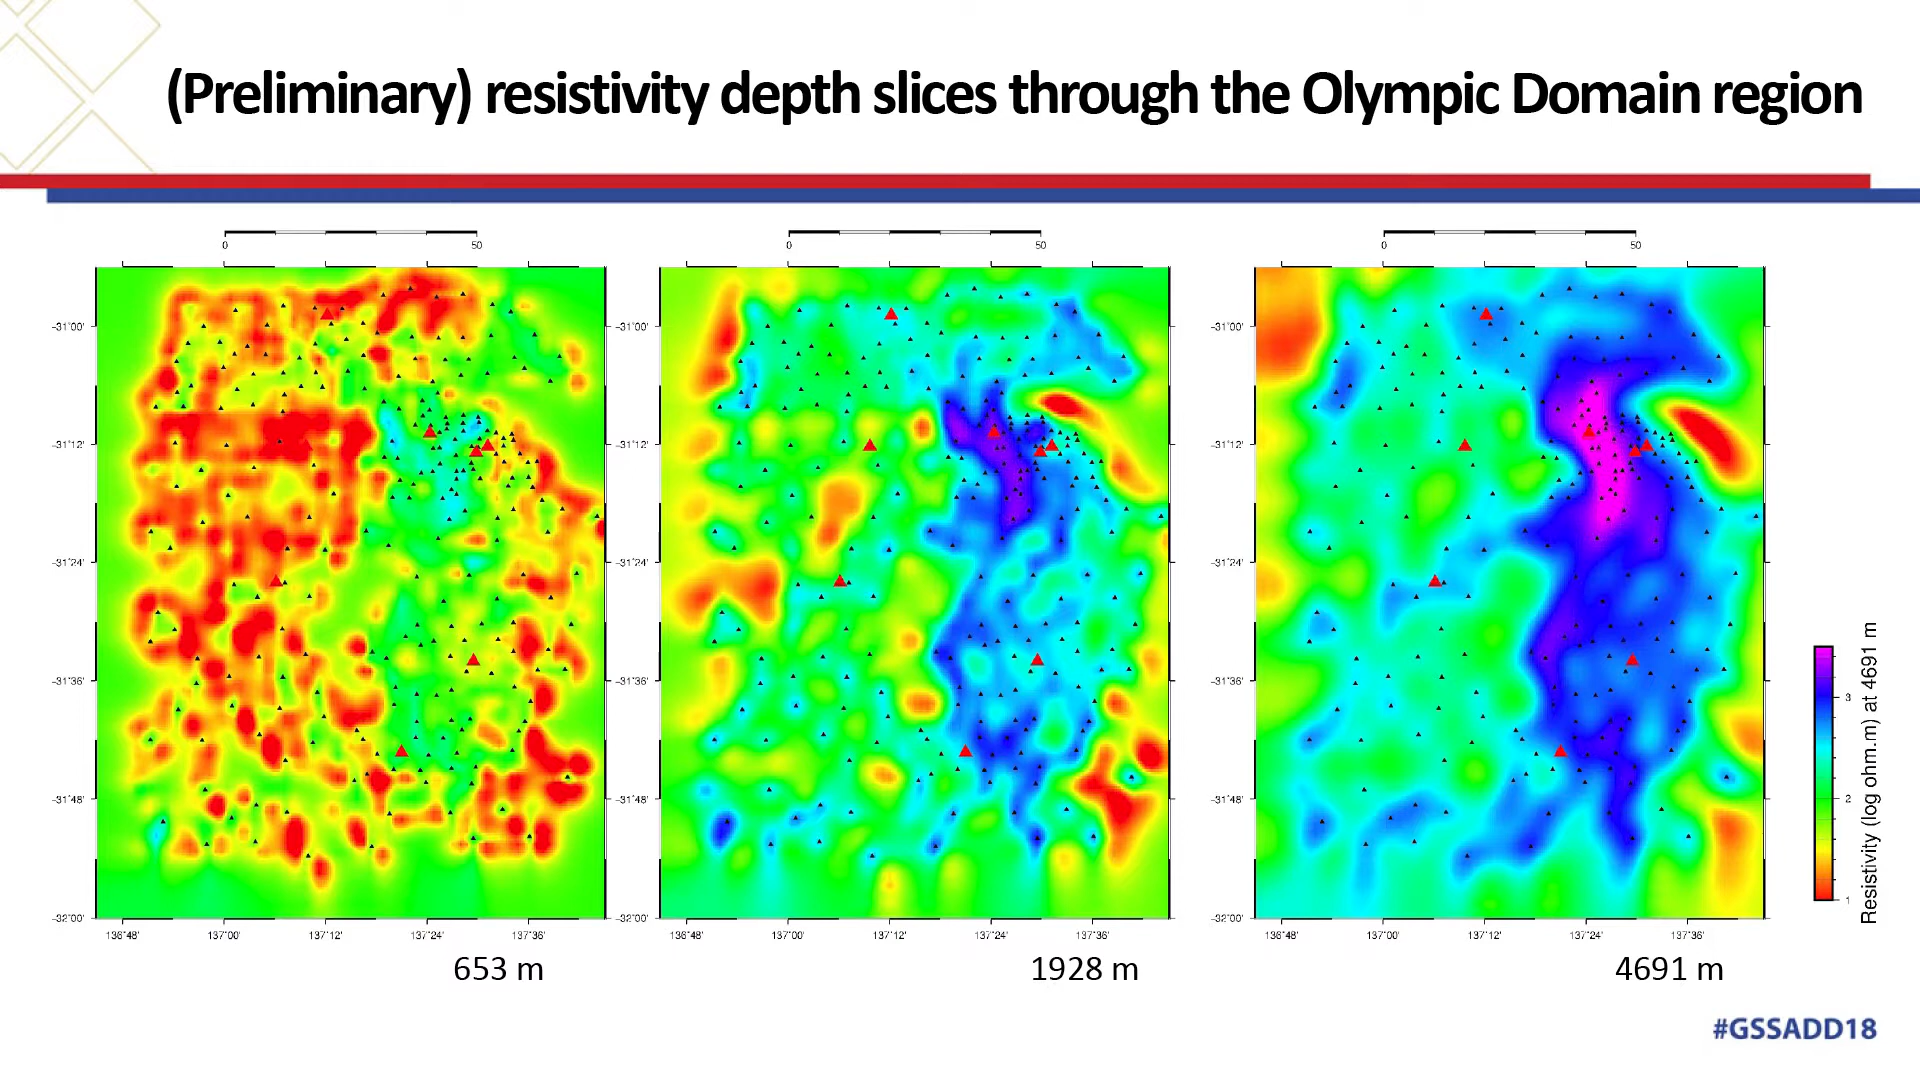 (Preliminary) resistivity depth slices through the Olympic Domain region
0 50
0 50
0 50
-31˚00'
-31˚12'
-31˚24'
-31˚36'
-31˚48'
-32˚00'
136˚48' 137˚00' 137˚12' 137˚24' 137˚36'
-31˚00'
-31˚12'
-31˚24'
-31˚36'
-31˚48'
-32˚00'
136˚48' 137˚00' 137˚12' 137˚24' 137˚36'
-31˚00'
-31˚12'
-31˚24'
-31˚36'
-31˚48'
-32˚00'
136˚48' 137˚00' 137˚12' 137˚24' 137˚36'
3
2
1
Resistivity (log ohm.m) at 4691 m
653 m
1928 m
4691 m
#GSSADD18